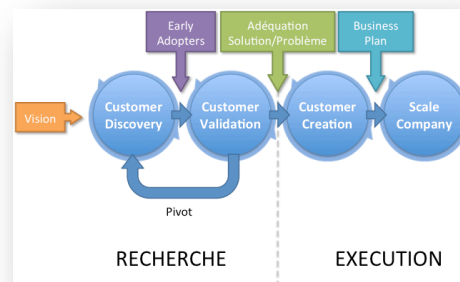 Early
Adopters
Adéquation
Solution/Problème
Business
Plan
Vision
Customer
Discovery
Customer
Validation
Customer
Creation
Scale
Company
Pivot
RECHERCHE
EXECUTION